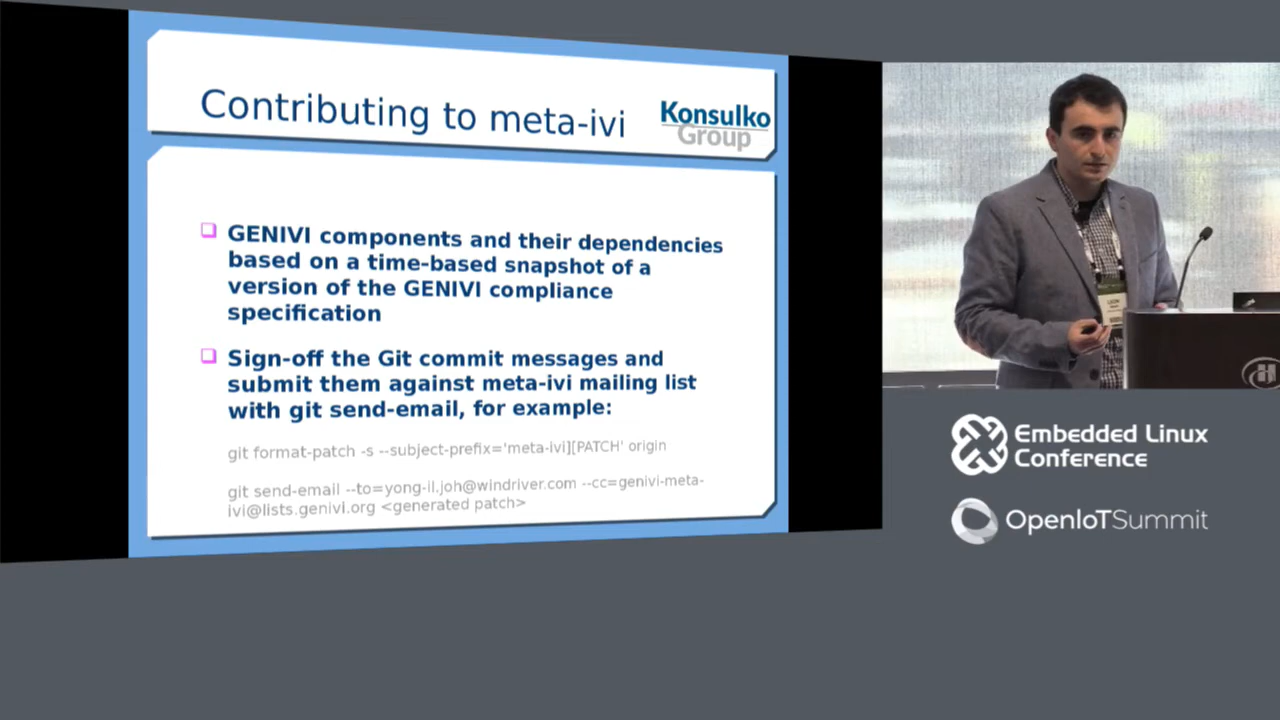 Contributing to meta-ivi
Konsulko
Group
GENIVI components and their dependencies
based on a time-based snapshot of a
version of the GENIVI compliance
specification
Sign-off the Git commit messages and
submit them against meta-ivi mailing list
with git send-email, for example:
git format-patch -s --subject-prefix='meta-ivi][PATCH' origin
git send-email --to=yong-il.joh@windriver.com --cc=genivi-meta-
ivi@lists.genivi.org <generated patch>
Embedded Linux
Conference
OpenIoTSummit